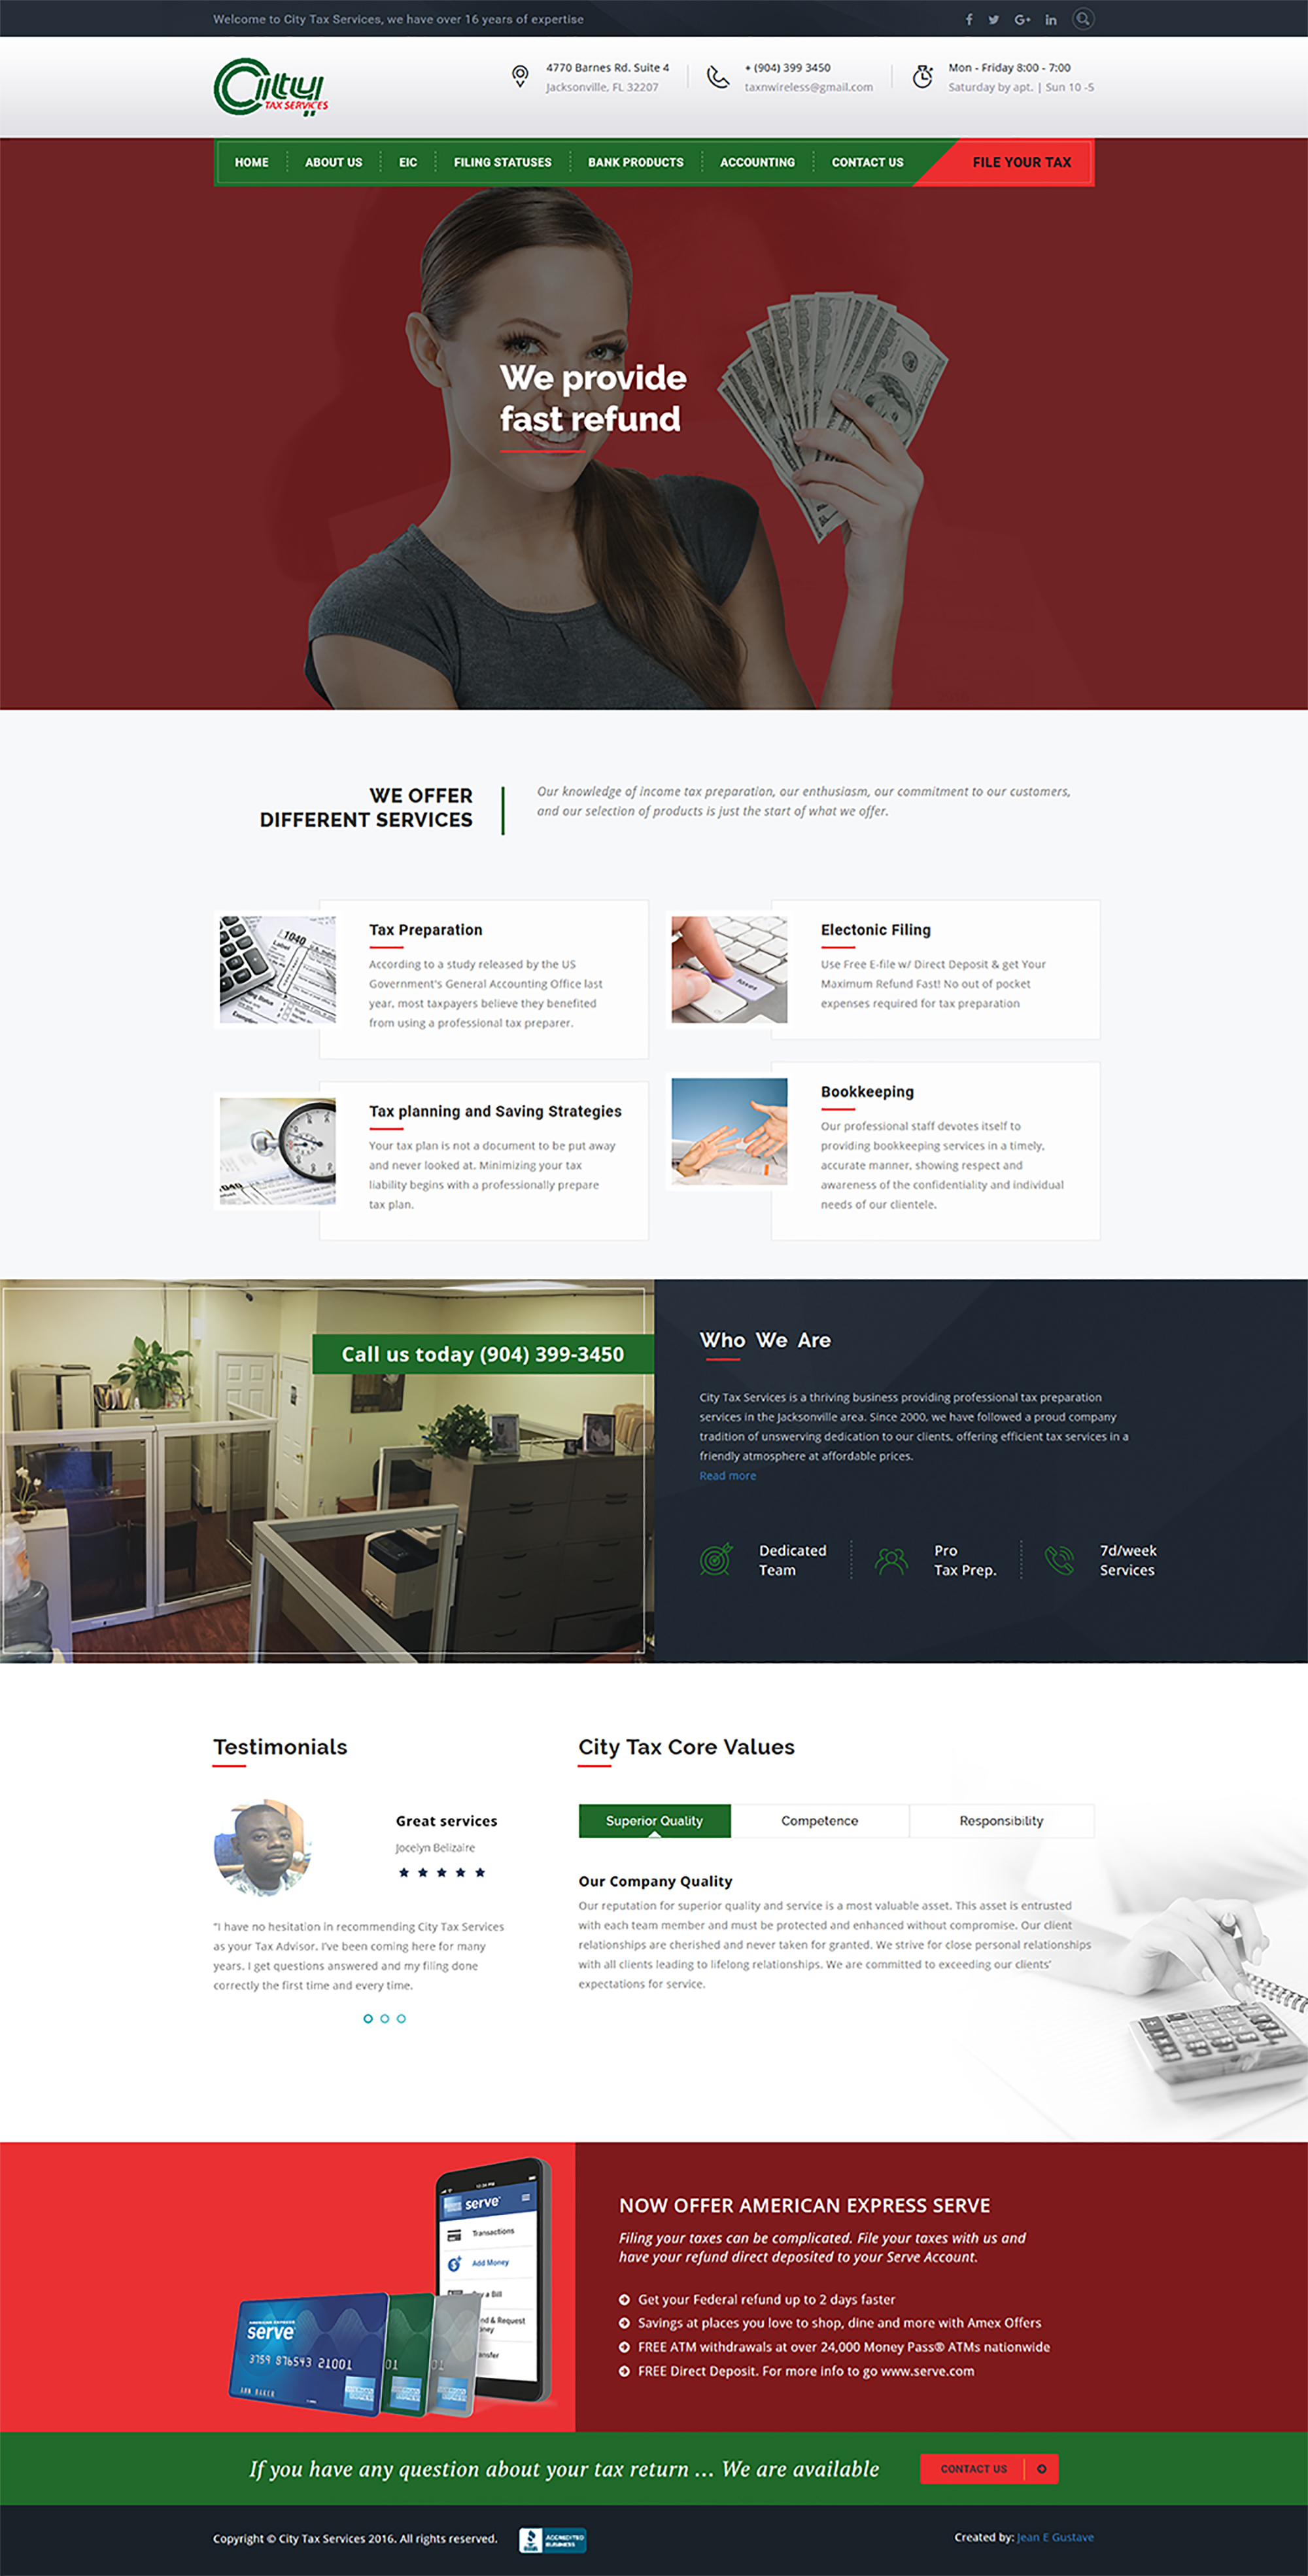 Welcome to City Tax Services, we have over 16 years of expertise
City
TAX SERVICES
4770 Barnes Rd. Suite 4
Jacksonville, FL 32207
+ (904) 399 3450
taxnwireless@gmail.com
Mon - Friday 8:00 - 7:00
Saturday by apt. | Sun 10 -5
HOME
ABOUT US
EIC
FILING STATUSES
BANK PRODUCTS
ACCOUNTING
CONTACT US
FILE YOUR TAX
We provide
fast refund
WE OFFER
DIFFERENT SERVICES
Our knowledge of income tax preparation, our enthusiasm, our commitment to our customers,
and our selection of products is just the start of what we offer.
1040
Label
Tax Preparation
According to a study released by the US
Government's General Accounting Office last
year, most taxpayers believe they benefited
from using a professional tax preparer.
Electonic Filing
Use Free E-file w/ Direct Deposit & get Your
Maximum Refund Fast! No out of pocket
expenses required for tax preparation
Tax planning and Saving Strategies
Your tax plan is not a document to be put away
and never looked at. Minimizing your tax
liability begins with a professionally prepare
tax plan.
Bookkeeping
Our professional staff devotes itself to
providing bookkeeping services in a timely,
accurate manner, showing respect and
awareness of the confidentiality and individual
needs of our clientele.
Call us today (904) 399-3450
Who We Are
City Tax Services is a thriving business providing professional tax preparation
services in the Jacksonville area. Since 2000, we have followed a proud company
tradition of unswerving dedication to our clients, offering efficient tax services in a
friendly atmosphere at affordable prices.
Read more
Dedicated
Team
Pro
Tax Prep.
7d/week
Services
Testimonials
Great services
Jocelyn Belizaire
"I have no hesitation in recommending City Tax Services
as your Tax Advisor. I've been coming here for many
years. I get questions answered and my filing done
correctly the first time and every time.
City Tax Core Values
Superior Quality
Competence
Responsibility
Our Company Quality
Our reputation for superior quality and service is a most valuable asset. This asset is entrusted
with each team member and must be protected and enhanced without compromise. Our client
relationships are cherished and never taken for granted. We strive for close personal relationships
with all clients leading to lifelong relationships. We are committed to exceeding our clients'
expectations for service.
serve
Transactions
Add Money
y a Bill
nd & Request
ney
ansfer
AMERICAN EXPRESS
serve
3759 876543 21001
ANN BAKER
01
01
NOW OFFER AMERICAN EXPRESS SERVE
Filing your taxes can be complicated. File your taxes with us and
have your refund direct deposited to your Serve Account.
Get your Federal refund up to 2 days faster
Savings at places you love to shop, dine and more with Amex Offers
FREE ATM withdrawals at over 24,000 Money Pass® ATMs nationwide
FREE Direct Deposit. For more info to go www.serve.com
If you have any question about your tax return ... We are available
CONTACT US
Copyright © City Tax Services 2016. All rights reserved.
BBB
ACCREDITED
BUSINESS
Created by: Jean E Gustave